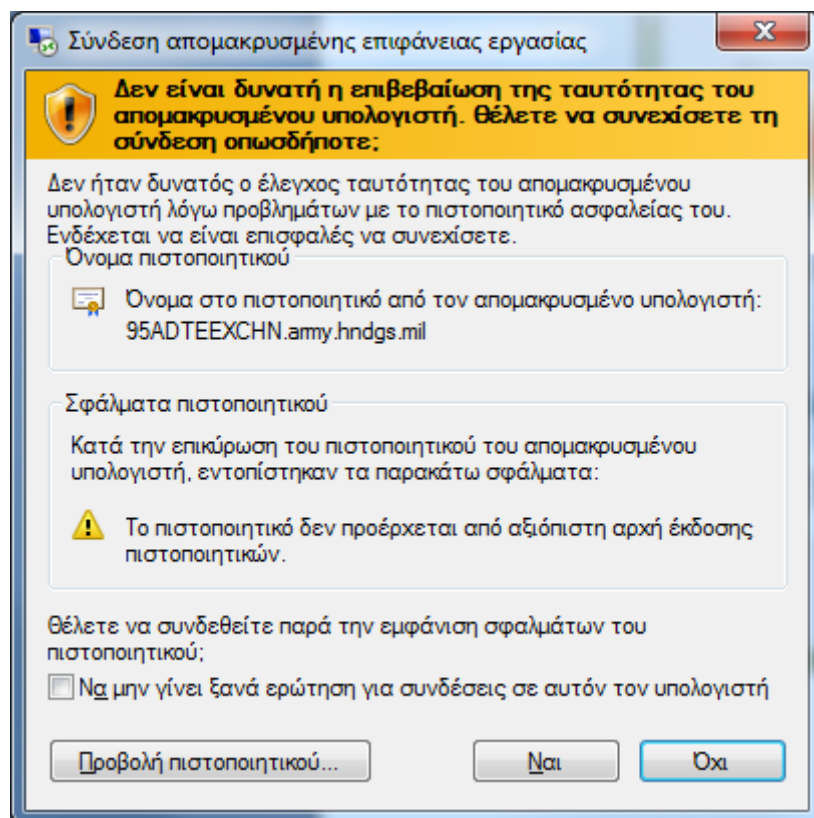 Σύνδεση απομακρυσμένης επιφάνειας εργασίας
Δεν είναι δυνατή η επιβεβαίωση της ταυτότητας του
απομακρυσμένου υπολογιστή. Θέλετε να συνεχίσετε τη
σύνδεση οπωσδήποτε;
Δεν ήταν δυνατός ο έλεγχος ταυτότητας του απομακρυσμένου
υπολογιστή λόγω προβλημάτων με το πιστοποιητικό ασφαλείας του.
Ενδέχεται να είναι επισφαλές να συνεχίσετε.
Όνομα πιστοποιητικού
Όνομα στο πιστοποιητικό από τον απομακρυσμένο υπολογιστή:
95ADTEEXCHN.army.hndgs.mil
Σφάλματα πιστοποιητικού
Κατά την επικύρωση του πιστοποιητικού του απομακρυσμένου
υπολογιστή, εντοπίστηκαν τα παρακάτω σφάλματα:
Το πιστοποιητικό δεν προέρχεται από αξιόπιστη αρχή έκδοσης
πιστοποιητικών.
Θέλετε να συνδεθείτε παρά την εμφάνιση σφαλμάτων του
πιστοποιητικού;
Να μην γίνει ξανά ερώτηση για συνδέσεις σε αυτόν τον υπολογιστή
Προβολή πιστοποιητικού... Ναι Όχι